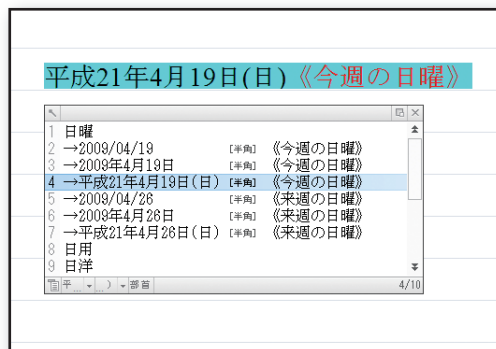 平成21年4月19日(日)《今週の日曜》
1 日曜
2 →2009/04/19 [半角] 《今週の日曜》
3 →2009年4月19日 [半角] 《今週の日曜》
4 →平成21年4月19日(日) [半角] 《今週の日曜》
5 →2009/04/26 [半角] 《来週の日曜》
6 →2009年4月26日 [半角] 《来週の日曜》
7 →平成21年4月26日(日) [半角] 《来週の日曜》
8 日用
9 日洋
平... ...) 部首 4/10